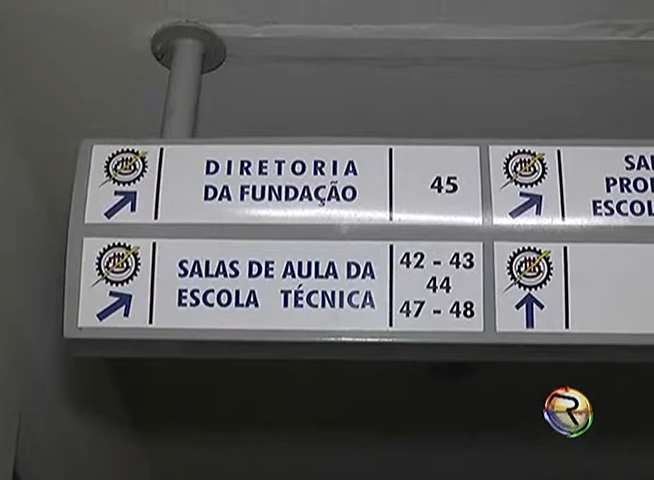 DIRETORIA
DA FUNDAÇÃO
45
SALAS DE AULA DA
ESCOLA TÉCNICA
42 - 43
44
47 - 48
R